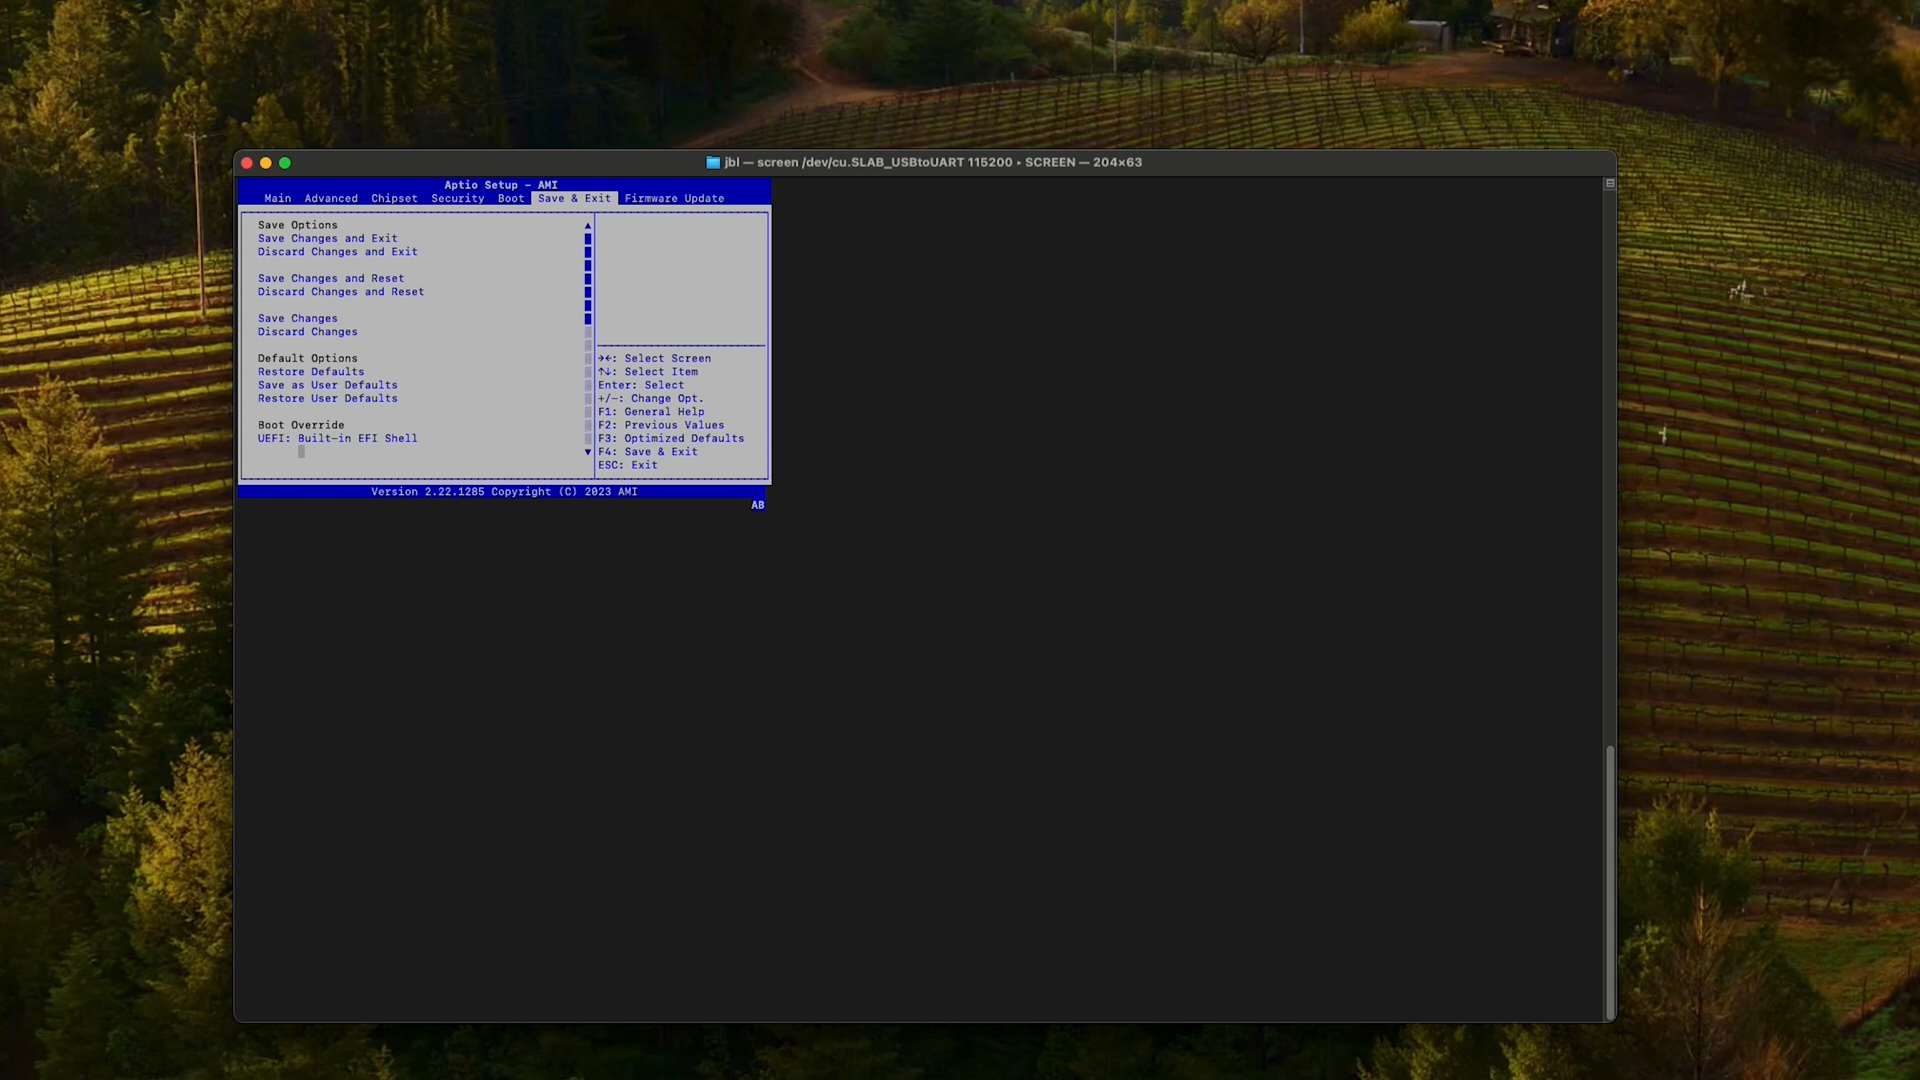 jbl — screen /dev/cu.SLAB_USBtoUART 115200 ▸ SCREEN — 204×63
Aptio Setup – AMI
Main Advanced Chipset Security Boot Save & Exit Firmware Update
Save Options
Save Changes and Exit
Discard Changes and Exit
Save Changes and Reset
Discard Changes and Reset
Save Changes
Discard Changes
Default Options
Restore Defaults
Save as User Defaults
Restore User Defaults
Boot Override
UEFI: Built-in EFI Shell
→←: Select Screen
↑↓: Select Item
Enter: Select
+/-: Change Opt.
F1: General Help
F2: Previous Values
F3: Optimized Defaults
F4: Save & Exit
ESC: Exit
Version 2.22.1285 Copyright (C) 2023 AMI
AB